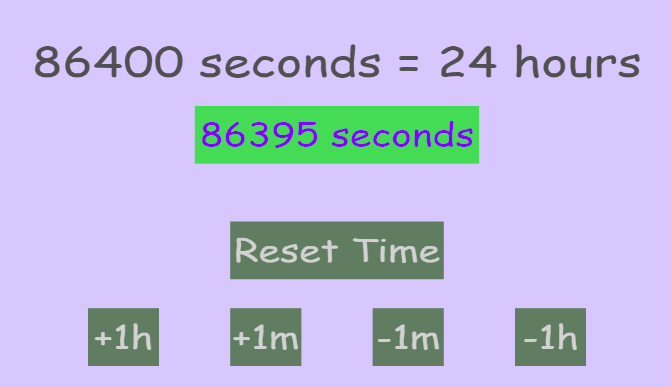 86400 seconds = 24 hours
86395 seconds
Reset Time
+1h +1m -1m -1h